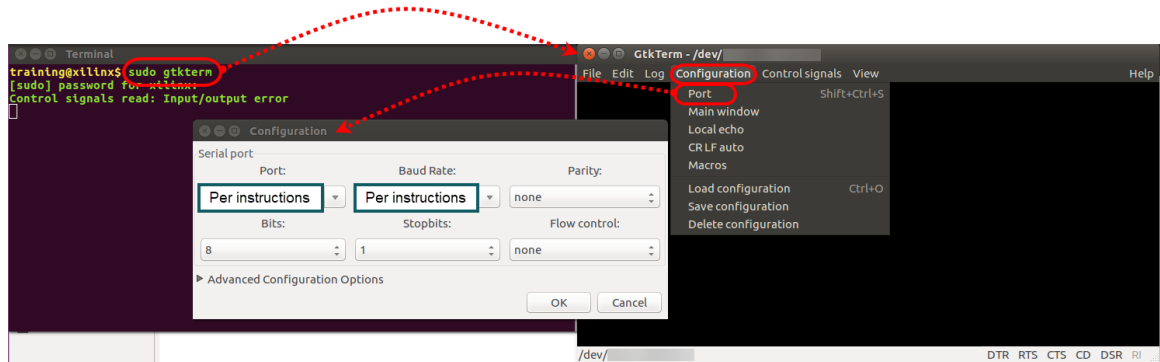 Terminal
training@xilinx$ sudo gtkterm
[sudo] password for xilinx:
Control signals read: Input/output error
Configuration
Serial port
Port: Baud Rate: Parity:
Per instructions Per instructions none
Bits: Stopbits: Flow control:
8 1 none
Advanced Configuration Options
OK Cancel
GtkTerm - /dev/
File Edit Log Configuration Control signals View Help
Port Shift+Ctrl+S
Main window
Local echo
CR LF auto
Macros
Load configuration Ctrl+O
Save configuration
Delete configuration
/dev/ DTR RTS CTS CD DSR RI